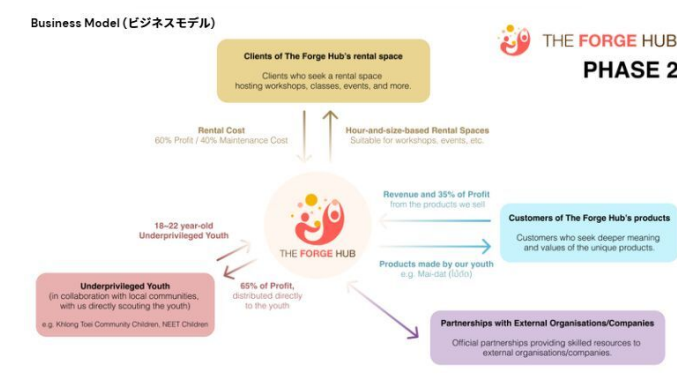 Business Model (ビジネスモデル)
THE FORGE HUB
PHASE 2
Clients of The Forge Hub's rental space
Clients who seek a rental space
hosting workshops, classes, events, and more.
Rental Cost
60% Profit / 40% Maintenance Cost
Hour-and-size-based Rental Spaces
Suitable for workshops, events, etc.
18-22 year-old
Underprivileged Youth
THE FORGE HUB
Revenue and 35% of Profit
from the products we sell
Products made by our youth
e.g. Mai-dat (ไม้ดัด)
Customers of The Forge Hub's products
Customers who seek deeper meaning
and values of the unique products.
Underprivileged Youth
(in collaboration with local communities,
with us directly scouting the youth)
e.g. Khlong Toei Community Children, NEET Children
65% of Profit,
distributed directly
to the youth
Partnerships with External Organisations/Companies
Official partnerships providing skilled resources to
external organisations/companies.